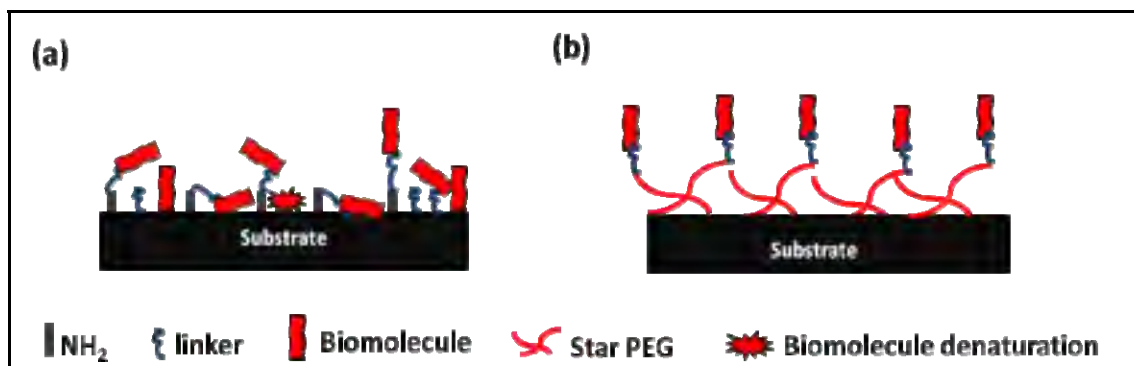 (a)
(b)
Substrate
Substrate
NH₂ linker Biomolecule Star PEG Biomolecule denaturation